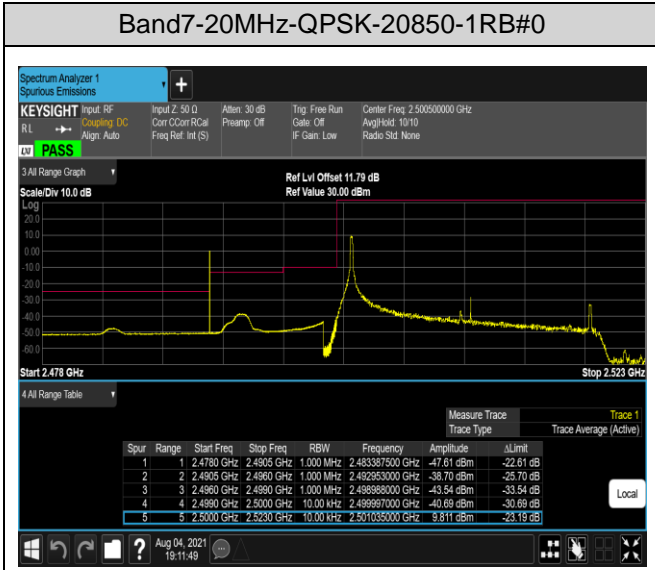 Band7-20MHz-QPSK-20850-1RB#0
Spectrum Analyzer 1
Spurious Emissions
+
KEYSIGHT Input: RF Input Z: 50 Ω Atten: 30 dB Trig: Free Run Center Freq: 2.500500000 GHz
RL Coupling: DC Corr CCorr RCal Preamp: Off Gate: Off Avg|Hold: 10/10
Align: Auto Freq Ref: Int (S) IF Gain: Low Radio Std: None
LXI PASS
3 All Range Graph
Ref Lvl Offset 11.79 dB
Scale/Div 10.0 dB Ref Value 30.00 dBm
Log
20.0
10.0
0.00
-10.0
-20.0
-30.0
-40.0
-50.0
-60.0
Start 2.478 GHz Stop 2.523 GHz
4 All Range Table
Measure Trace Trace 1
Trace Type Trace Average (Active)
Spur Range Start Freq Stop Freq RBW Frequency Amplitude ΔLimit
1 1 2.4780 GHz 2.4905 GHz 1.000 MHz 2.483387500 GHz -47.61 dBm -22.61 dB
2 2 2.4905 GHz 2.4960 GHz 1.000 MHz 2.492953000 GHz -38.70 dBm -25.70 dB
3 3 2.4960 GHz 2.4990 GHz 1.000 MHz 2.498988000 GHz -43.54 dBm -33.54 dB
4 4 2.4990 GHz 2.5000 GHz 10.00 kHz 2.499997000 GHz -40.69 dBm -30.69 dB
5 5 2.5000 GHz 2.5230 GHz 10.00 kHz 2.501035000 GHz 9.811 dBm -23.19 dB
Local
? Aug 04, 2021
19:11:49